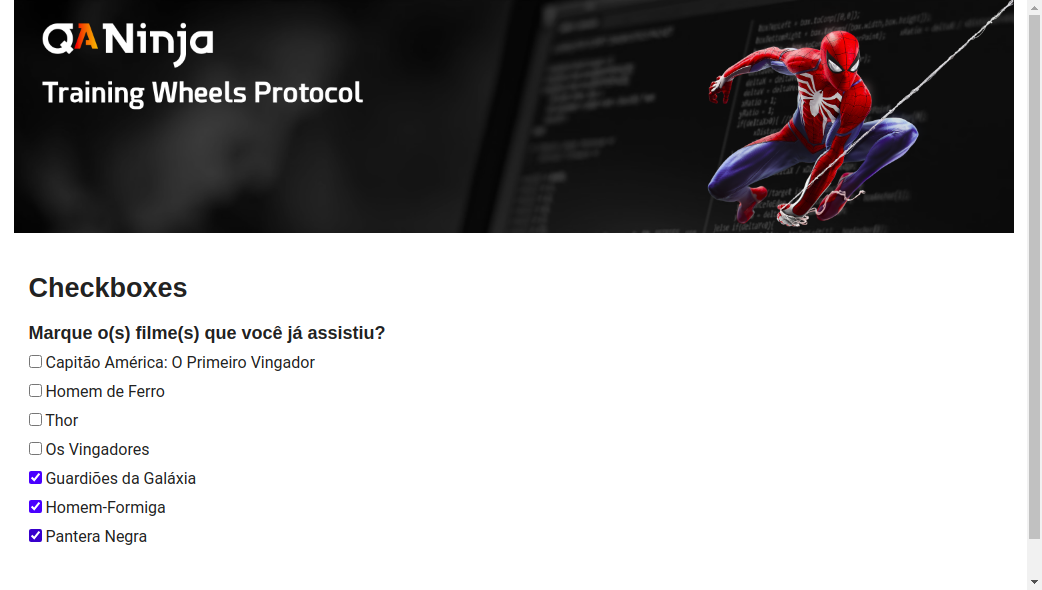 QANinja
Training Wheels Protocol
Checkboxes
Marque o(s) filme(s) que você já assistiu?
Capitão América: O Primeiro Vingador
Homem de Ferro
Thor
Os Vingadores
Guardiões da Galáxia
Homem-Formiga
Pantera Negra